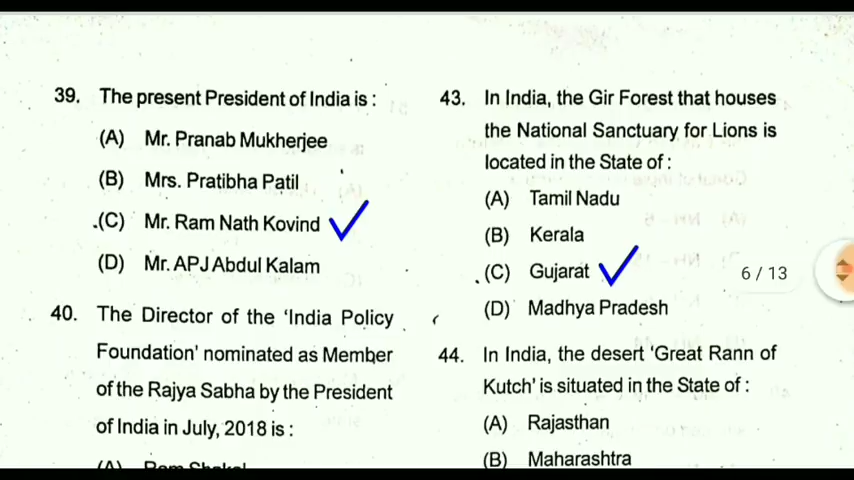 39. The present President of India is :
(A) Mr. Pranab Mukherjee
(B) Mrs. Pratibha Patil
(C) Mr. Ram Nath Kovind
(D) Mr. APJ Abdul Kalam
40. The Director of the 'India Policy
Foundation' nominated as Member
of the Rajya Sabha by the President
of India in July, 2018 is :
(A) Ram Shakal
43. In India, the Gir Forest that houses
the National Sanctuary for Lions is
located in the State of :
(A) Tamil Nadu
(B) Kerala
(C) Gujarat
(D) Madhya Pradesh
44. In India, the desert 'Great Rann of
Kutch' is situated in the State of :
(A) Rajasthan
(B) Maharashtra
6 / 13